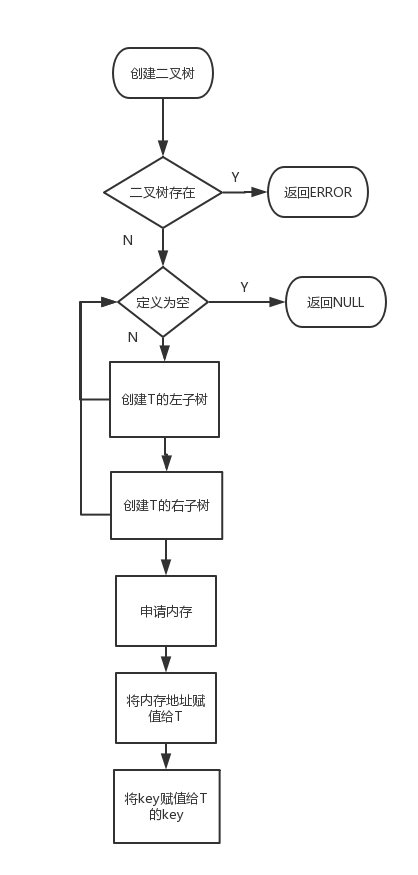 创建二叉树
二叉树存在
Y
返回ERROR
N
定义为空
Y
返回NULL
N
创建T的左子树
创建T的右子树
申请内存
将内存地址赋
值给T
将key赋值给T
的key